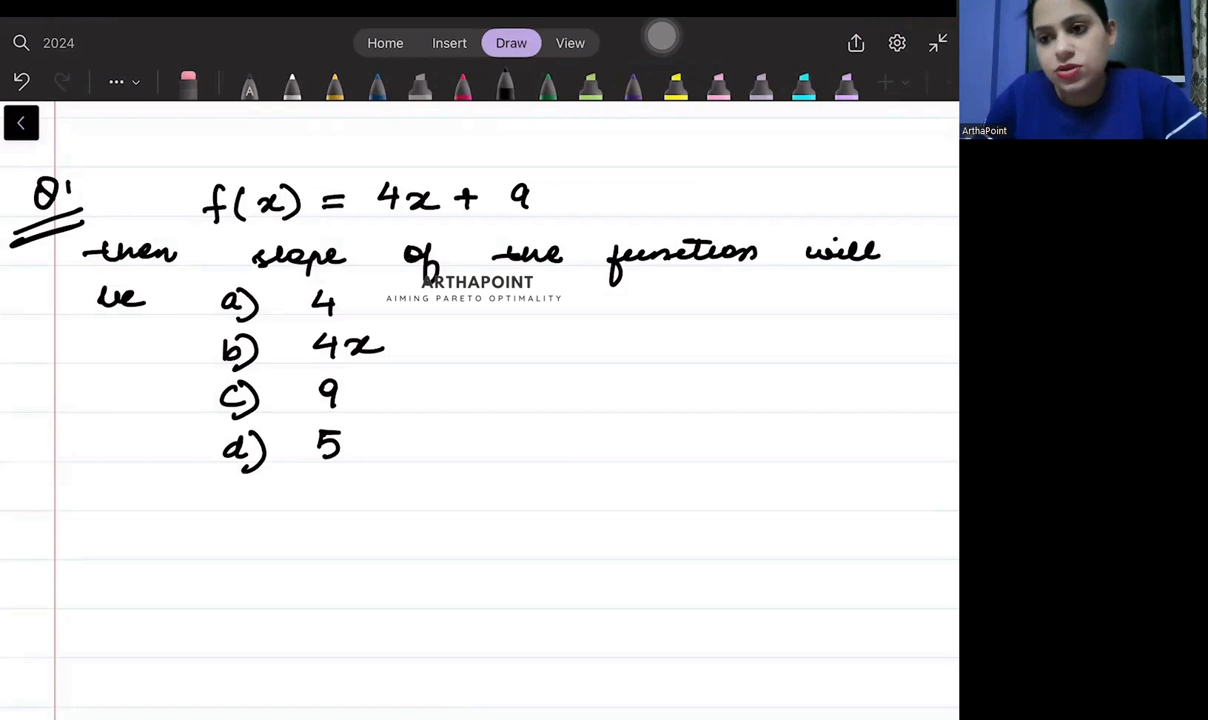 2024
Home Insert Draw View
A
Q1 f(x) = 4x + 9
then slope of the function will
be a) 4
ARTHAPOINT
AIMING PARETO OPTIMALITY
b) 4x
c) 9
d) 5
ArthaPoint